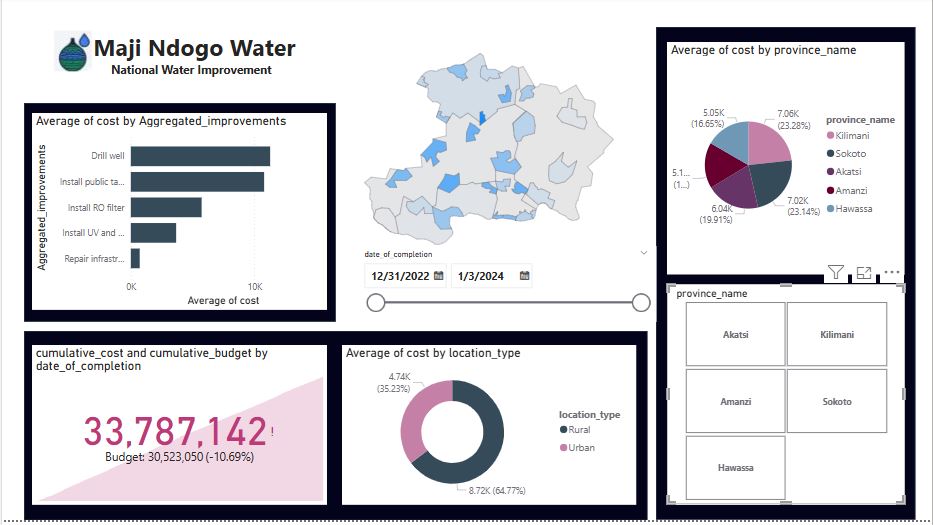 Maji Ndogo Water
National Water Improvement
Average of cost by Aggregated_improvements
Aggregated_improvements
Drill well
Install public ta...
Install RO filter
Install UV and ...
Repair infrastr...
0K
10K
Average of cost
date_of_completion
12/31/2022
1/3/2024
cumulative_cost and cumulative_budget by
date_of_completion
33,787,142!
Budget: 30,523,050 (-10.69%)
Average of cost by location_type
4.74K
(35.23%)
8.72K (64.77%)
location_type
Rural
Urban
Average of cost by province_name
5.05K
(16.65%)
7.06K
(23.28%)
5.1...
(1...)
6.04K
(19.91%)
7.02K
(23.14%)
province_name
Kilimani
Sokoto
Akatsi
Amanzi
Hawassa
province_name
Akatsi
Kilimani
Amanzi
Sokoto
Hawassa